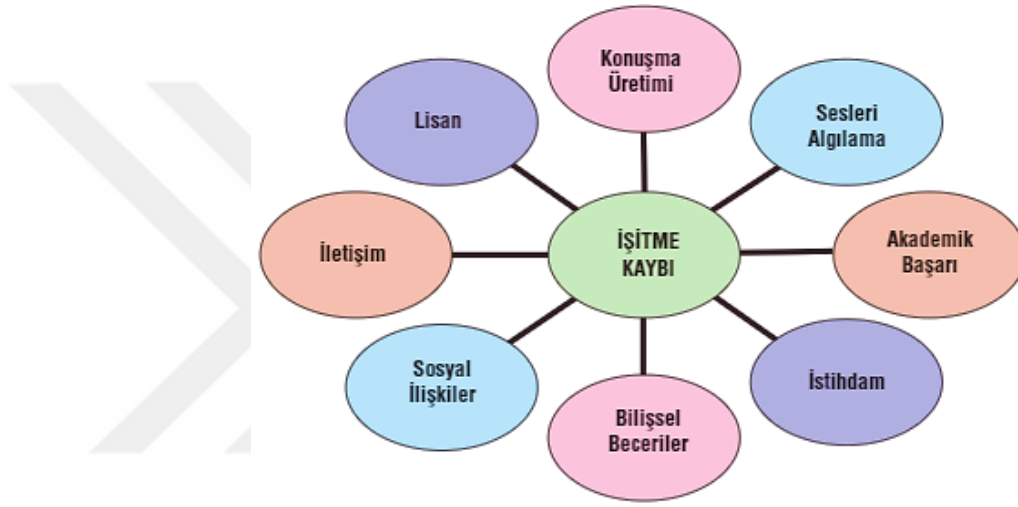 Konuşma
Üretimi
Lisan
Sesleri
Algılama
İletişim
İŞİTME
KAYBI
Akademik
Başarı
Sosyal
İlişkiler
İstihdam
Bilişsel
Beceriler